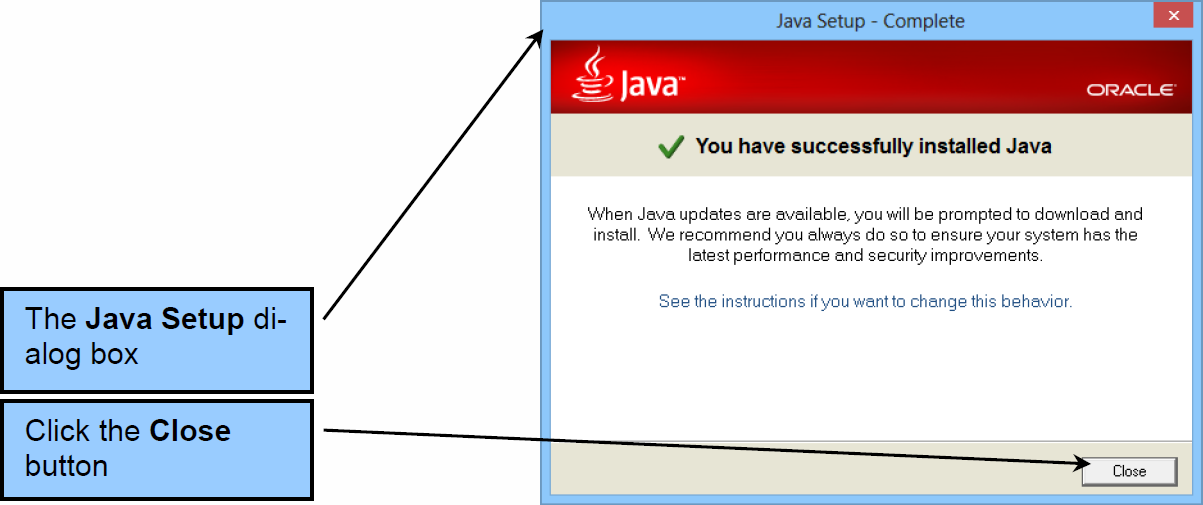 Java Setup - Complete
Java™
ORACLE
You have successfully installed Java
When Java updates are available, you will be prompted to download and
install. We recommend you always do so to ensure your system has the
latest performance and security improvements.
See the instructions if you want to change this behavior.
The Java Setup di-
alog box
Click the Close
button
Close